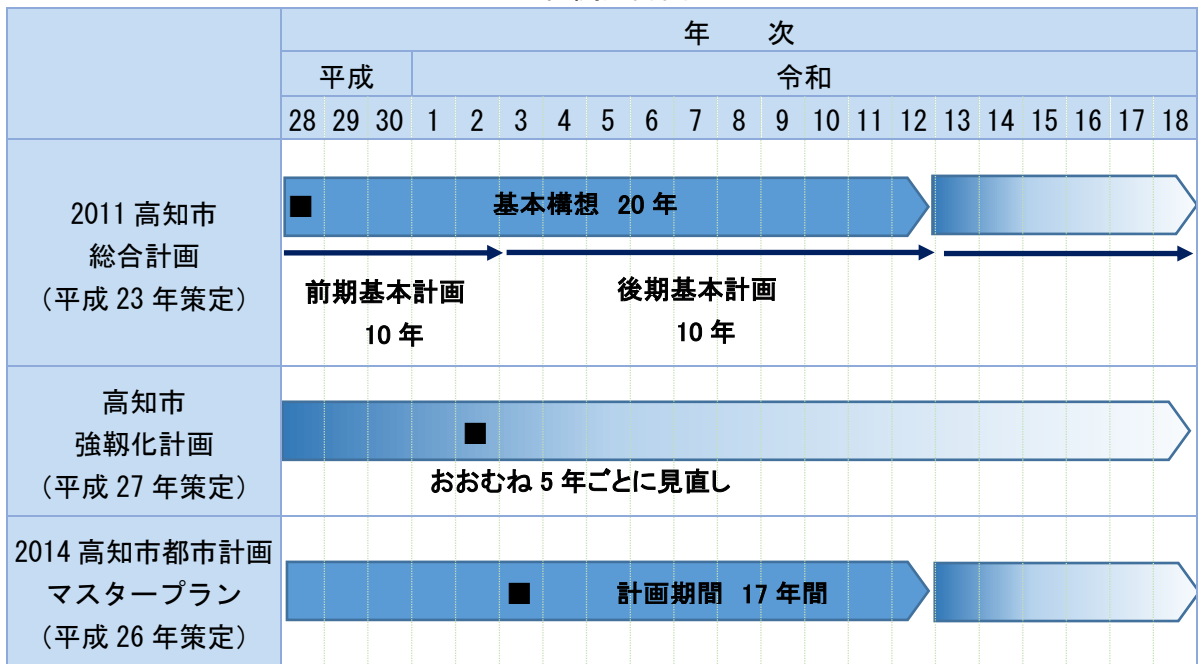 年　次
平成 令和
28 29 30 1 2 3 4 5 6 7 8 9 10 11 12 13 14 15 16 17 18
2011 高知市
総合計画
（平成 23 年策定）
■ 基本構想 20 年
前期基本計画
10 年
後期基本計画
10 年
高知市
強靱化計画
（平成 27 年策定）
■
おおむね 5 年ごとに見直し
2014 高知市都市計画
マスタープラン
（平成 26 年策定）
■ 計画期間 17 年間